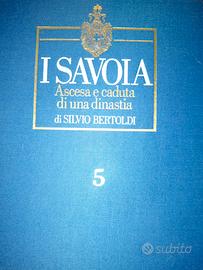 I SAVOIA
Ascesa e caduta
di una dinastia
di SILVIO BERTOLDI
5
subito